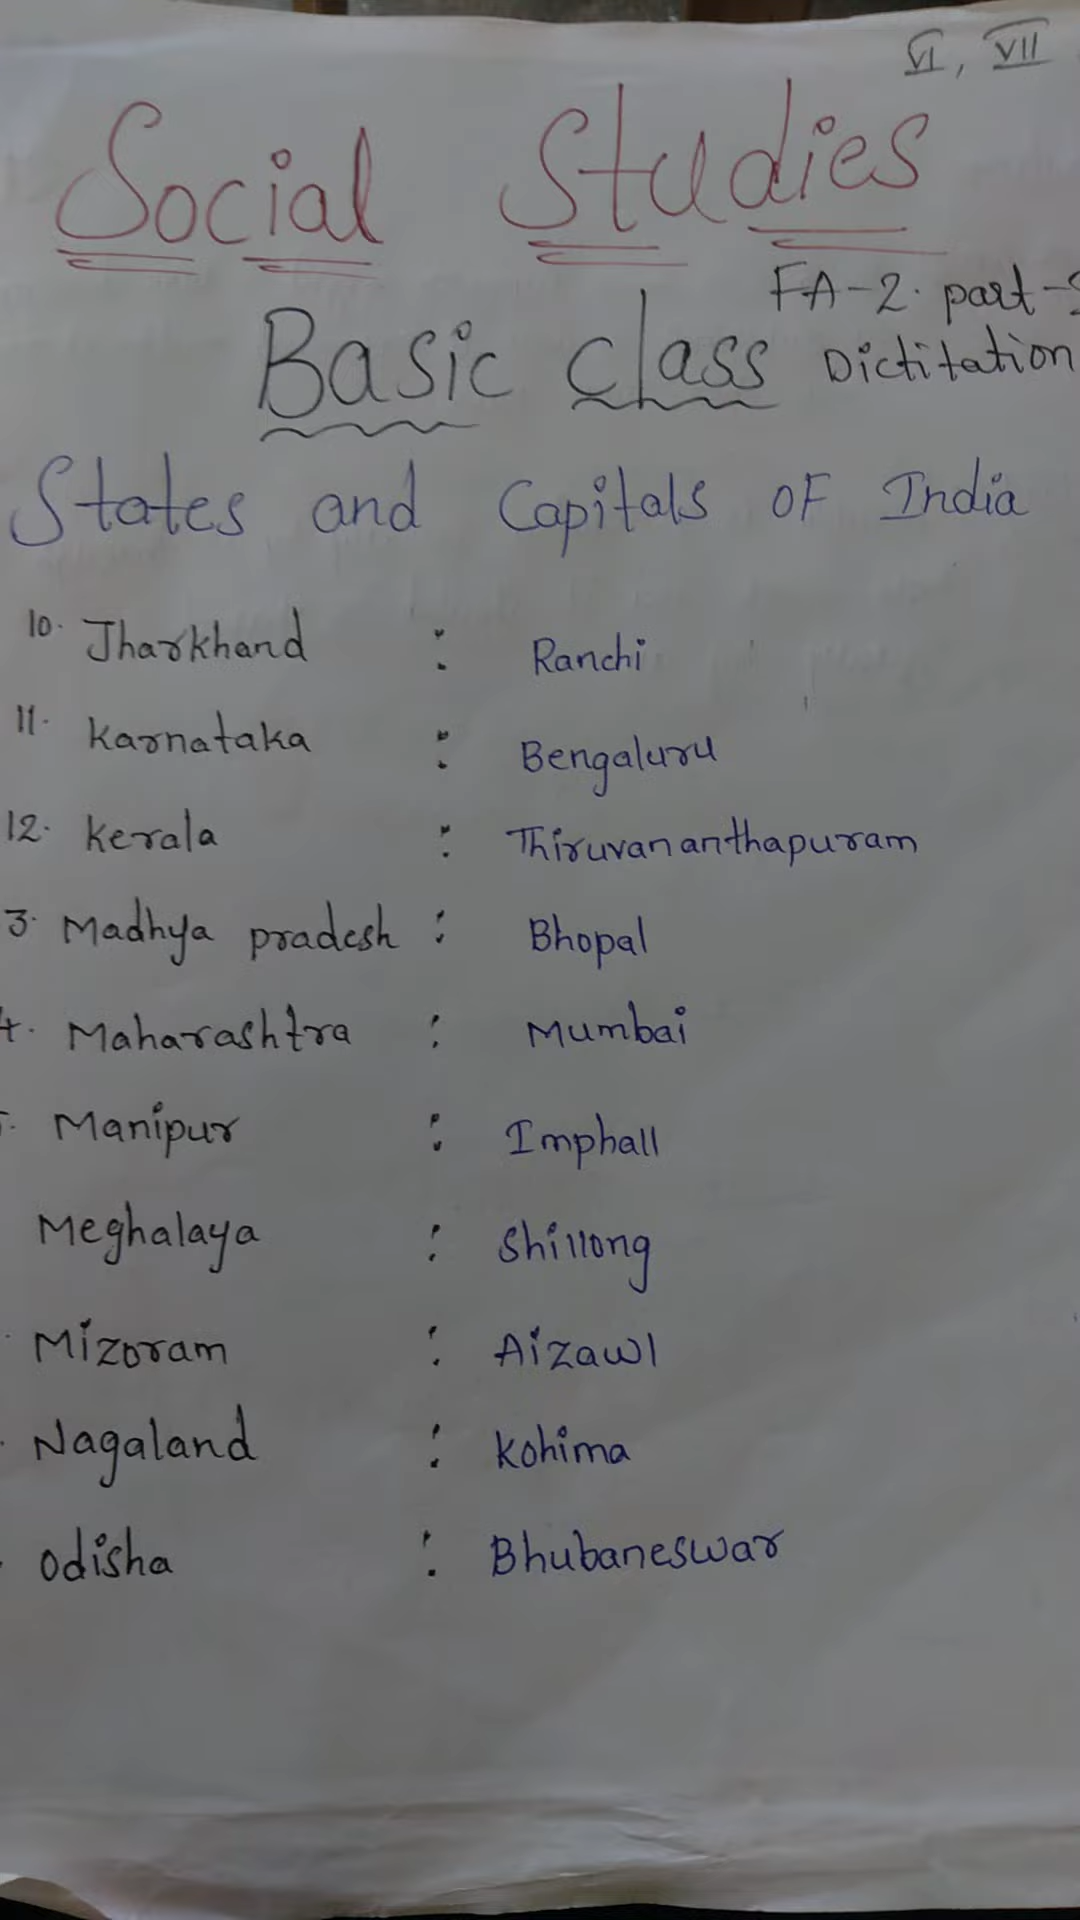 VI, VII
Social Studies
FA-2. part-
Basic class Dictitation
States and Capitals OF India
10. Jharkhand : Ranchi
11. Karnataka : Bengaluru
12. Kerala : Thiruvananthapuram
3. Madhya pradesh : Bhopal
4. Maharashtra : Mumbai
Manipur : Imphall
Meghalaya : Shillong
Mizoram : Aizawl
Nagaland : Kohima
Odisha : Bhubaneswar